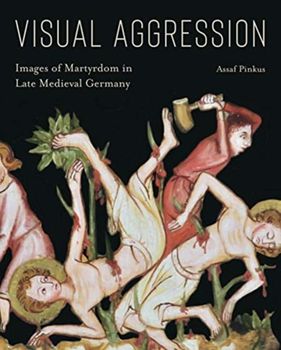 VISUAL AGGRESSION
Images of Martyrdom in
Late Medieval Germany
Assaf Pinkus